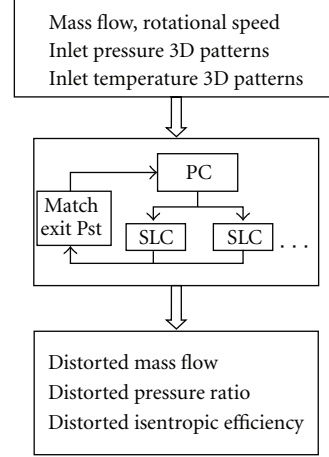 Mass flow, rotational speed
Inlet pressure 3D patterns
Inlet temperature 3D patterns
PC
Match
exit Pst
SLC
SLC
. . .
Distorted mass flow
Distorted pressure ratio
Distorted isentropic efficiency